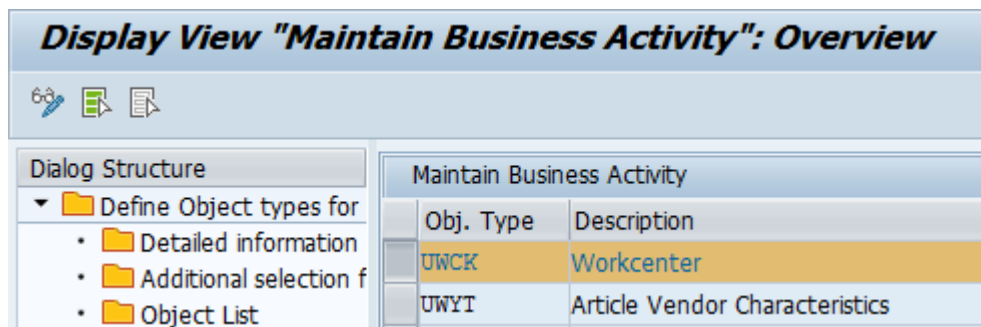 Display View "Maintain Business Activity": Overview
Dialog Structure
Define Object types for
Detailed information
Additional selection f
Object List
Maintain Business Activity
Obj. Type Description
UWCK Workcenter
UWYT Article Vendor Characteristics